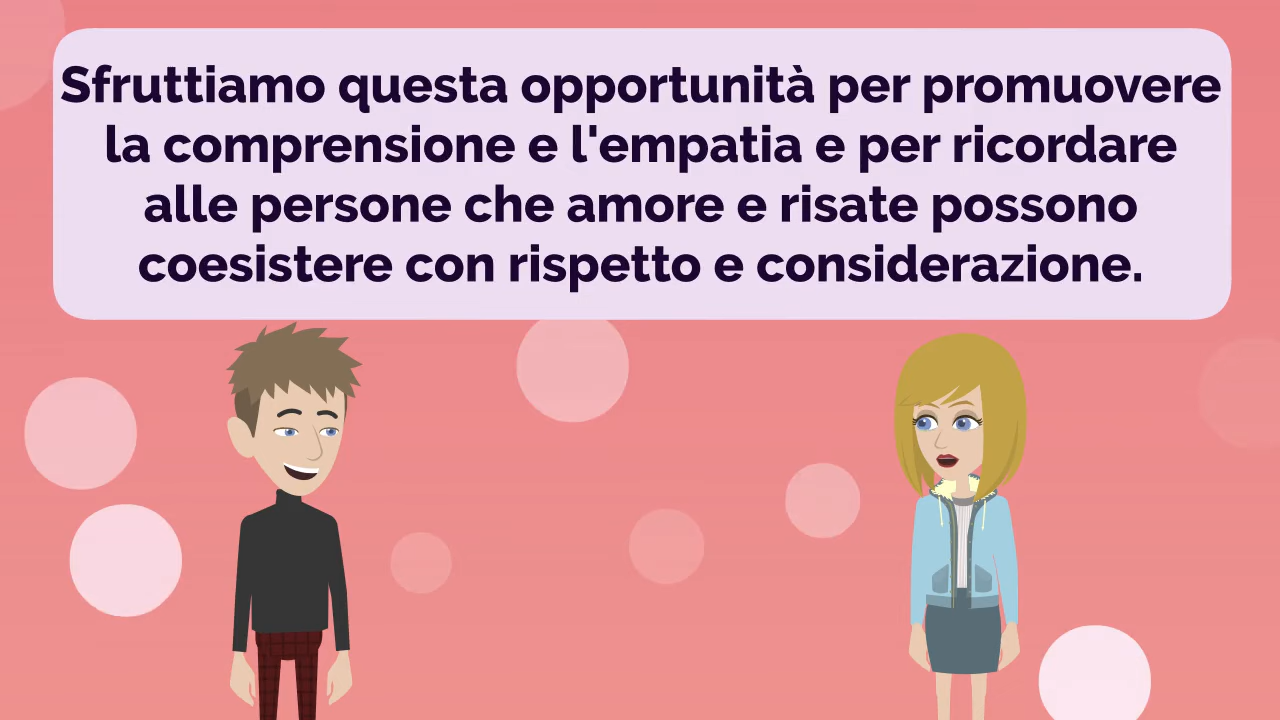 Sfruttiamo questa opportunità per promuovere
la comprensione e l'empatia e per ricordare
alle persone che amore e risate possono
coesistere con rispetto e considerazione.